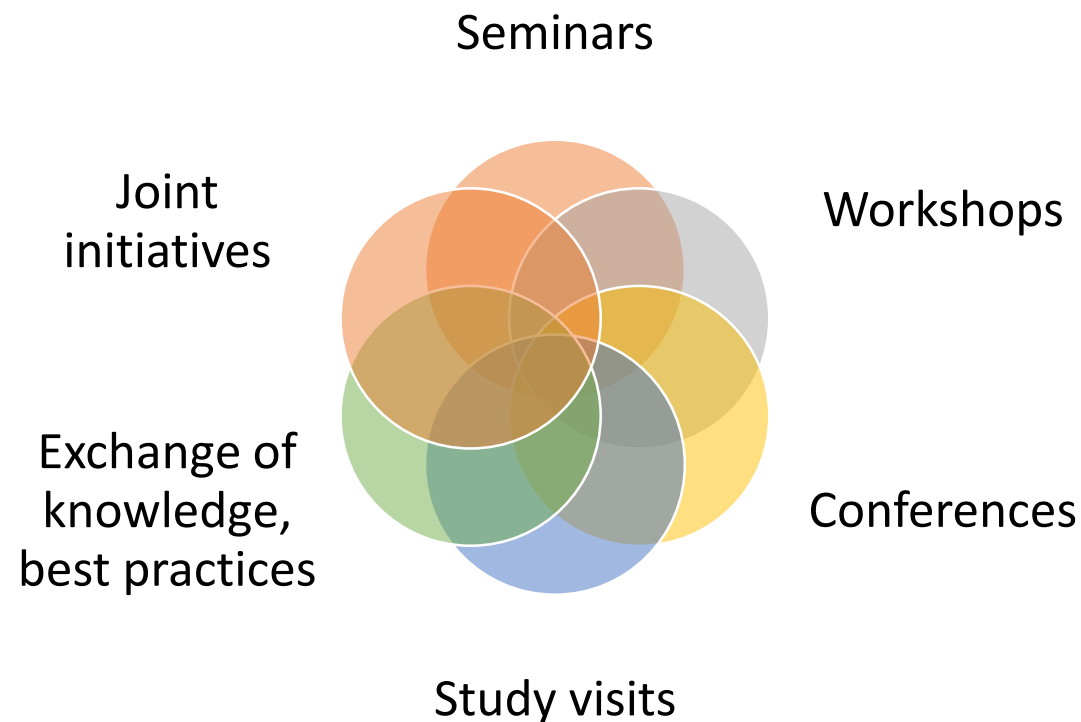 Seminars
Workshops
Conferences
Study visits
Exchange of
knowledge,
best practices
Joint
initiatives